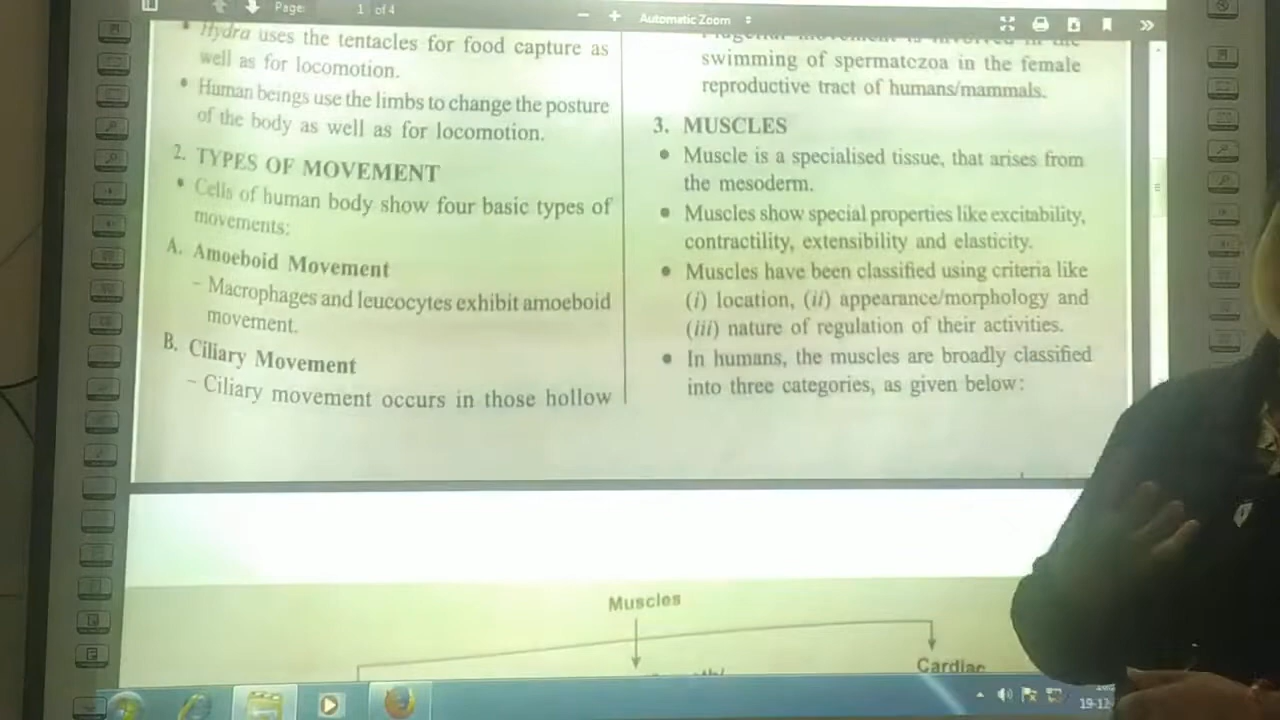 Page:
1 of 4
Automatic Zoom
Hydra uses the tentacles for food capture as
well as for locomotion.
• Human beings use the limbs to change the posture
of the body as well as for locomotion.
2. TYPES OF MOVEMENT
• Cells of human body show four basic types of
movements:
A. Amoeboid Movement
– Macrophages and leucocytes exhibit amoeboid
movement.
B. Ciliary Movement
– Ciliary movement occurs in those hollow
swimming of spermatozoa in the female
reproductive tract of humans/mammals.
3. MUSCLES
• Muscle is a specialised tissue, that arises from
the mesoderm.
• Muscles show special properties like excitability,
contractility, extensibility and elasticity.
• Muscles have been classified using criteria like
(i) location, (ii) appearance/morphology and
(iii) nature of regulation of their activities.
• In humans, the muscles are broadly classified
into three categories, as given below:
Muscles
Cardiac
19-12-